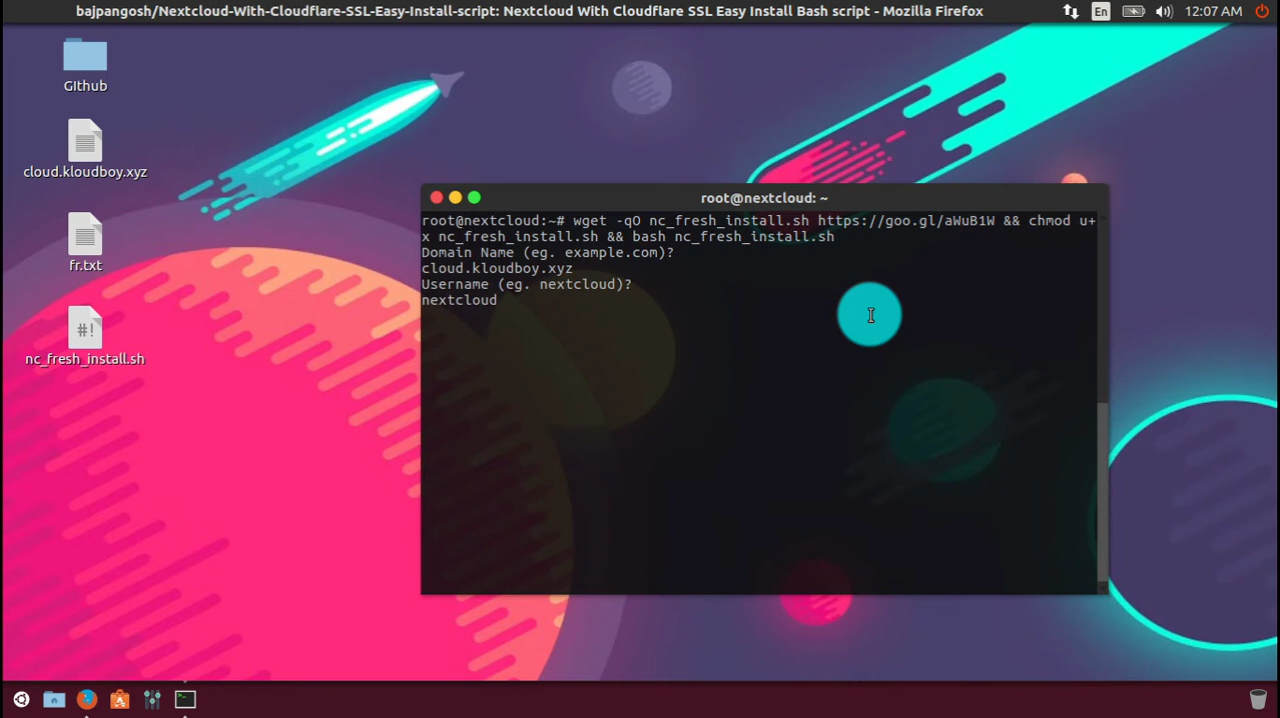 bajpangosh/Nextcloud-With-Cloudflare-SSL-Easy-Install-script: Nextcloud With Cloudflare SSL Easy Install Bash script - Mozilla Firefox
En
12:07 AM
GIthub
cloud.kloudboy.xyz
fr.txt
#!
nc_fresh_install.sh
root@nextcloud: ~
root@nextcloud:~# wget -qO nc_fresh_install.sh https://goo.gl/aWuB1W && chmod u+
x nc_fresh_install.sh && bash nc_fresh_install.sh
Domain Name (eg. example.com)?
cloud.kloudboy.xyz
Username (eg. nextcloud)?
nextcloud